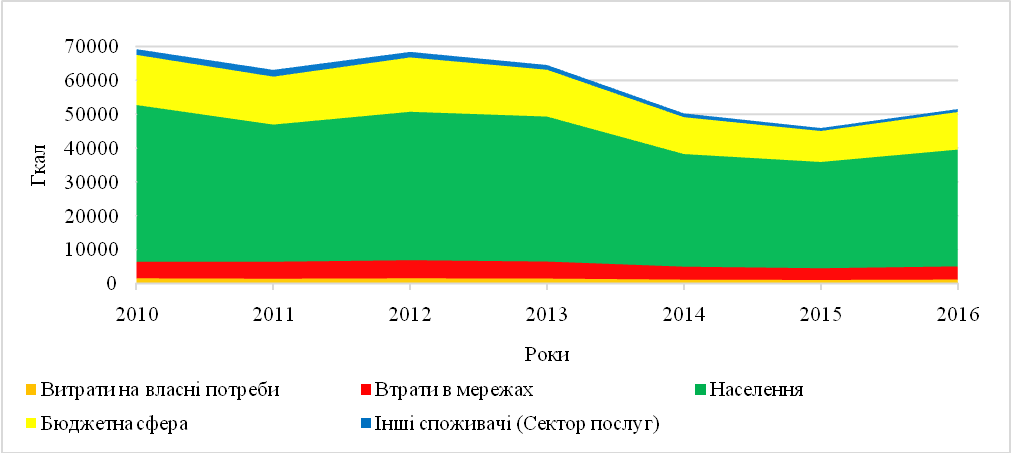 70000
60000
50000
40000
30000
20000
10000
0
Гкал
2010 2011 2012 2013 2014 2015 2016
Роки
Витрати на власні потреби Втрати в мережах Населення
Бюджетна сфера Інші споживачі (Сектор послуг)